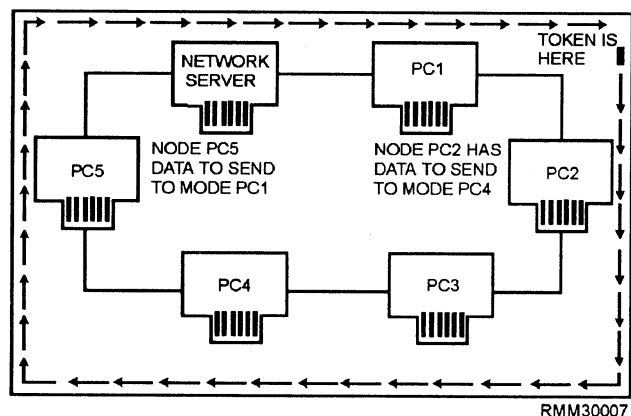 TOKEN IS
HERE
NETWORK
SERVER
PC1
NODE PC5
DATA TO SEND
TO MODE PC1
NODE PC2 HAS
DATA TO SEND
TO MODE PC4
PC5
PC2
PC4
PC3
RMM30007